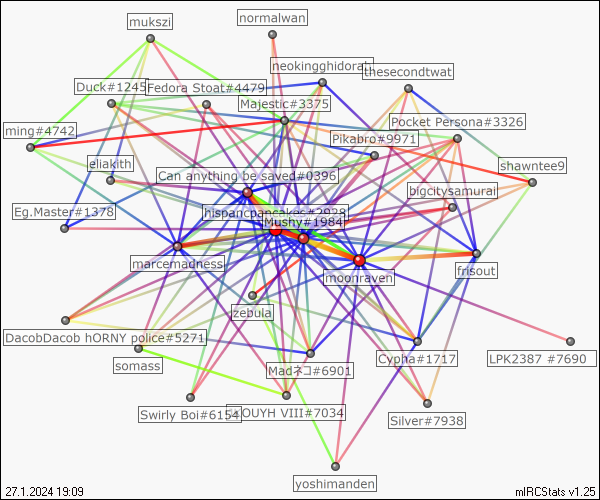 mukszi
normalwan
neokingghidorah
thesecondtwat
Duck#1245
Fedora Stoat#4479
Majestic#3375
Pocket Persona#3326
ming#4742
Pikabro#9971
eliakith
shawntee9
Can anything be saved#0396
bigcitysamurai
Eg.Master#1378
hispanicpancakes#2938
Mushy#1984
marcemadness
moonraven
frisout
zebula
DacobDacob hORNY police#5271
somass
Cypha#1717
LPK2387 #7690
Madネコ#6901
Swirly Boi#6154
OUYH VIII#7034
Silver#7938
yoshimanden
27.1.2024 19:09
mIRCStats v1.25